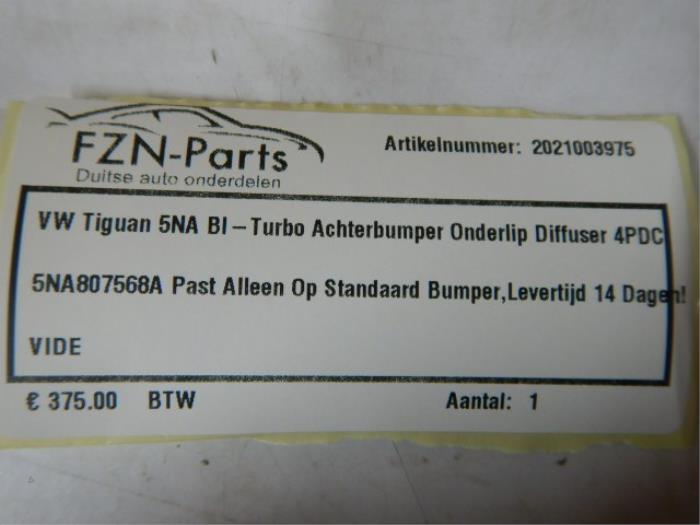 FZN-Parts
Duitse auto onderdelen
Artikelnummer: 2021003975
VW Tiguan 5NA BI - Turbo Achterbumper Onderlip Diffuser 4PDC
5NA807568A Past Alleen Op Standaard Bumper,Levertijd 14 Dagen!
VIDE
€ 375.00 BTW Aantal: 1